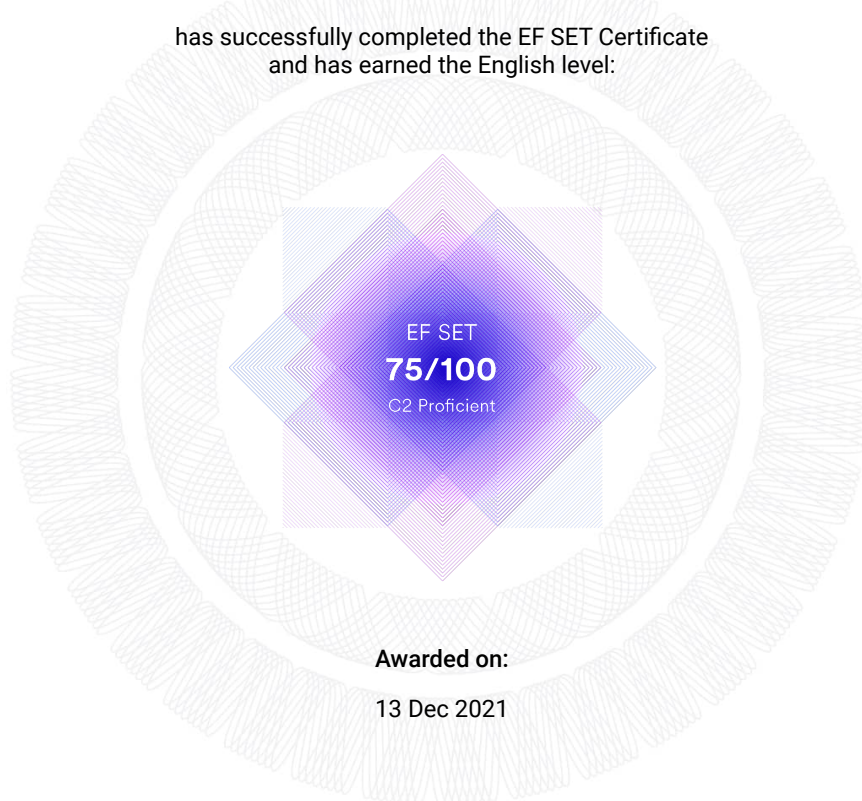 has successfully completed the EF SET Certificate
and has earned the English level:
EF SET
75/100
C2 Proficient
Awarded on:
13 Dec 2021